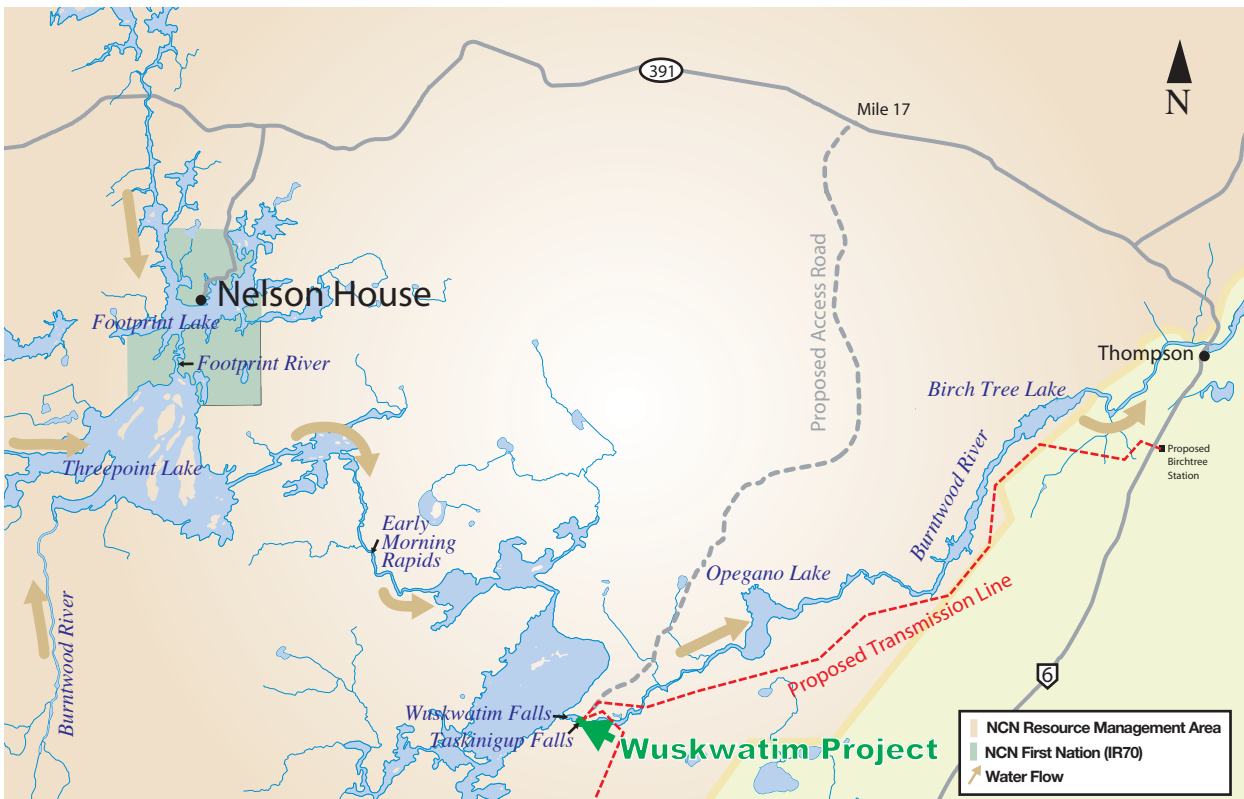 391
N
Mile 17
Proposed Access Road
Nelson House
Footprint Lake
Footprint River
Thompson
Birch Tree Lake
Threepoint Lake
Proposed
Birchtree
Station
Burntwood River
Early
Morning
Rapids
Opegano Lake
Proposed Transmission Line
Burntwood River
6
Wuskwatim Falls
Taskinigup Falls
Wuskwatim Project
NCN Resource Management Area
NCN First Nation (IR70)
Water Flow